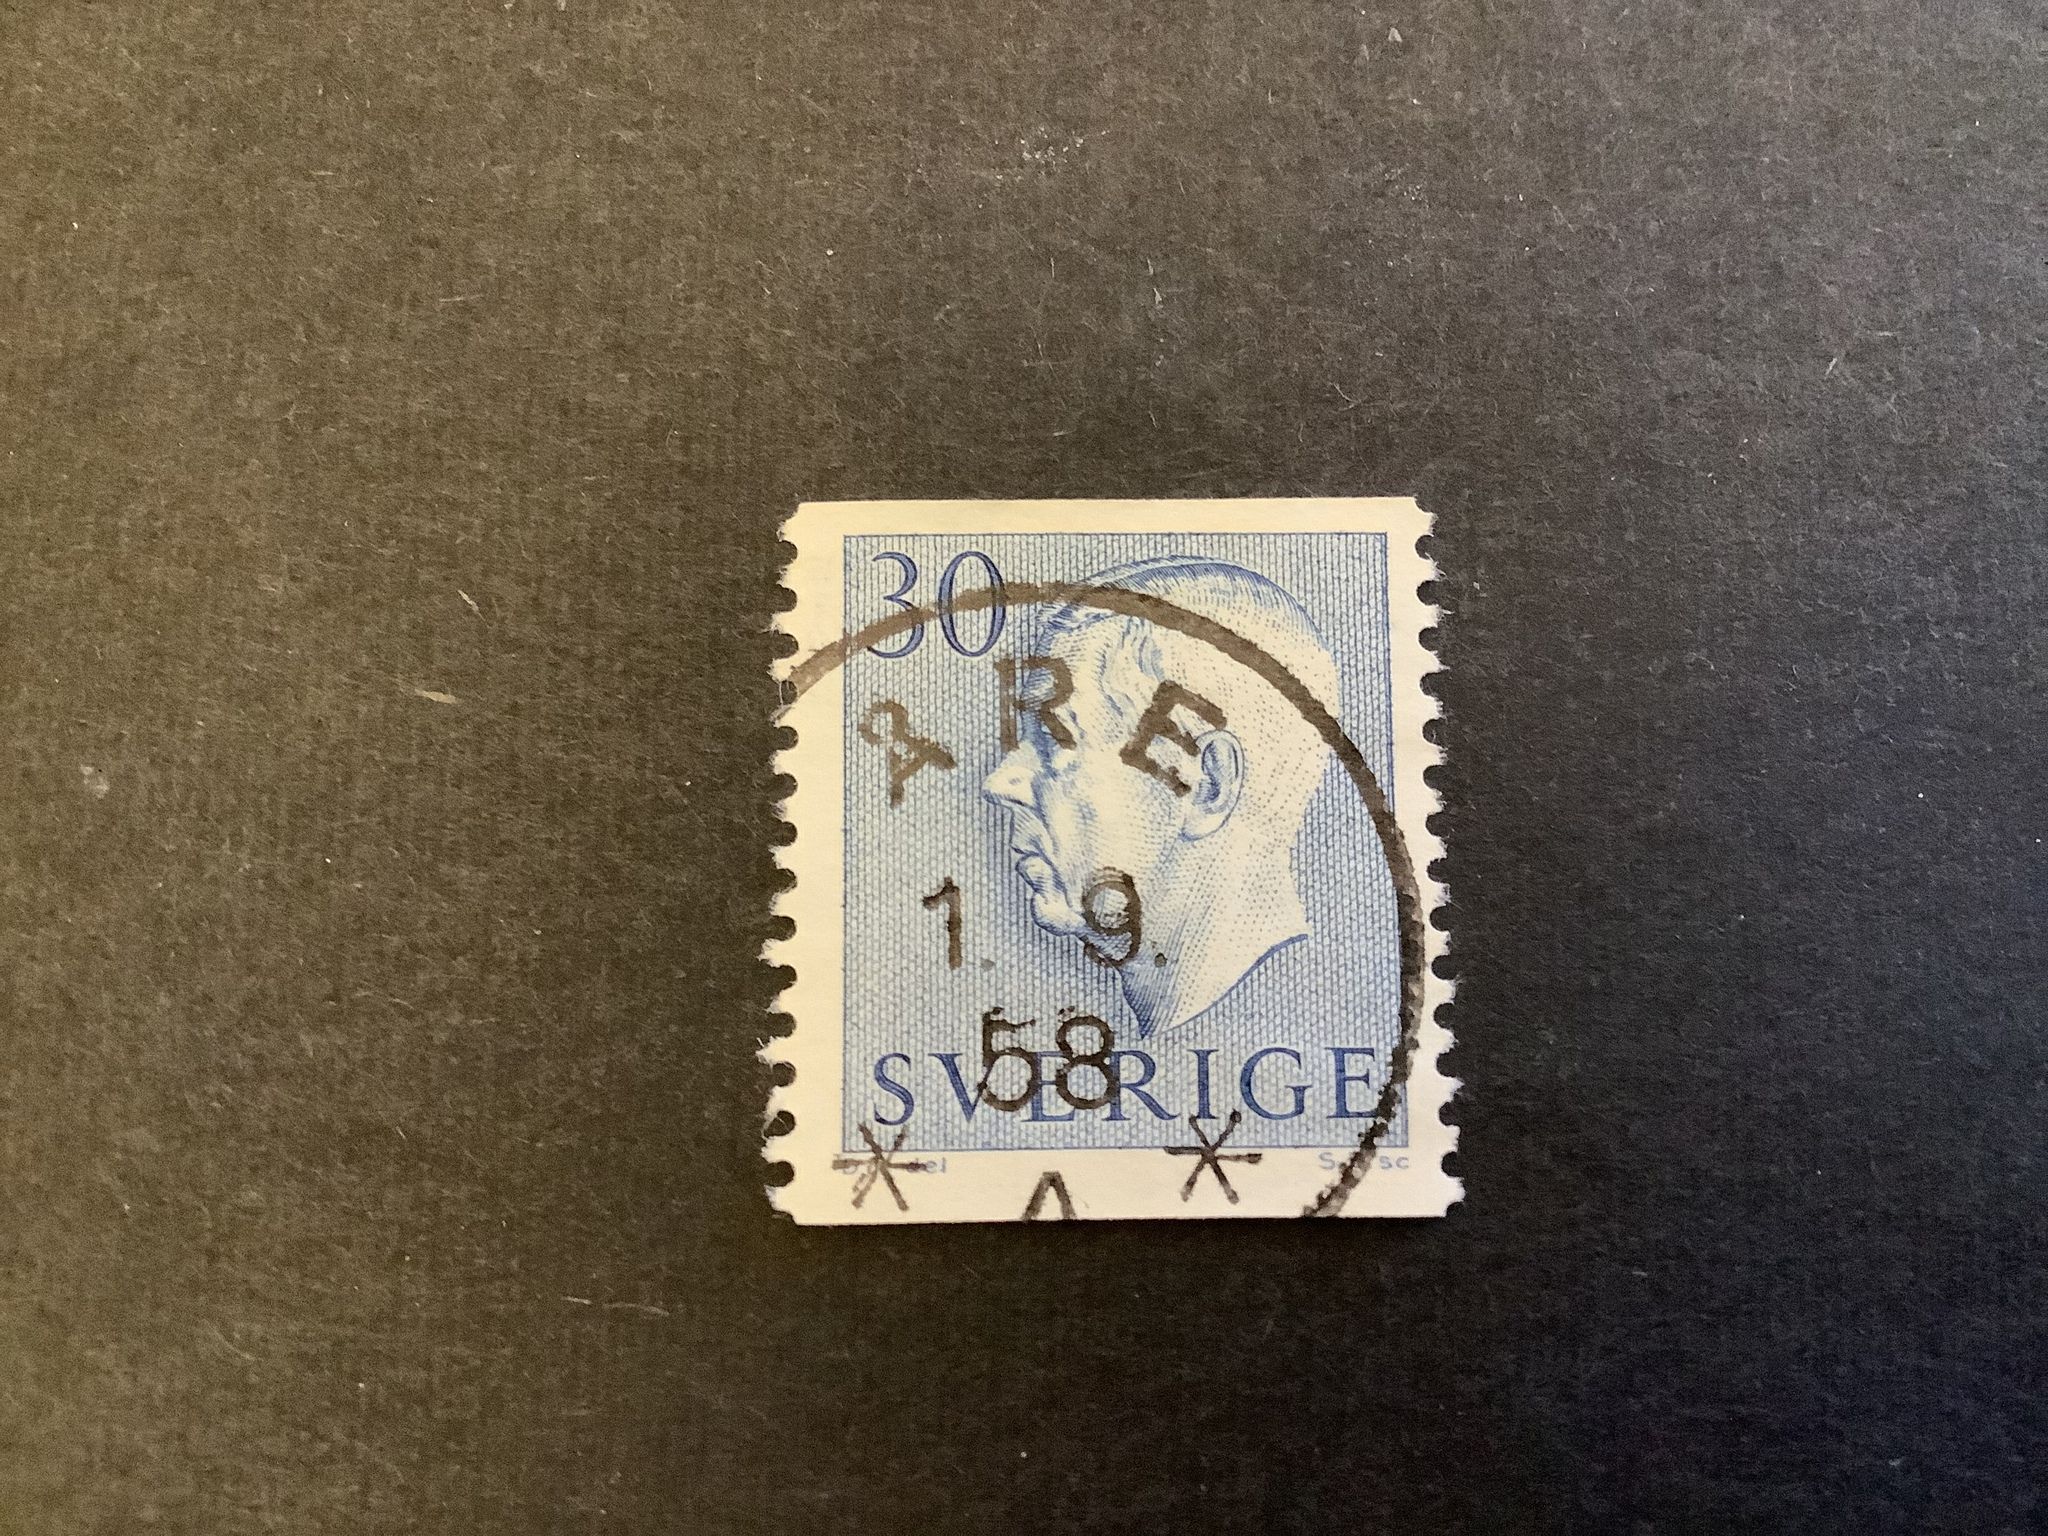 30
ÅRE
1. 9.
58
SVERIGE
* *
A